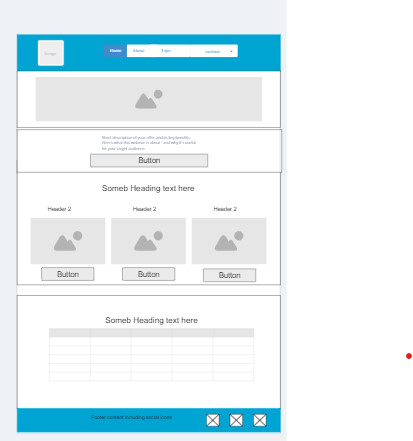 Image
Home About Trips contact
Short description of your offer and its key benefits.
Here's what this webinar is about - and why it's useful
for your target audience.
Button
Someb Heading text here
Header 2 Header 2 Header 2
Button Button Button
Someb Heading text here
Footer content including social icons